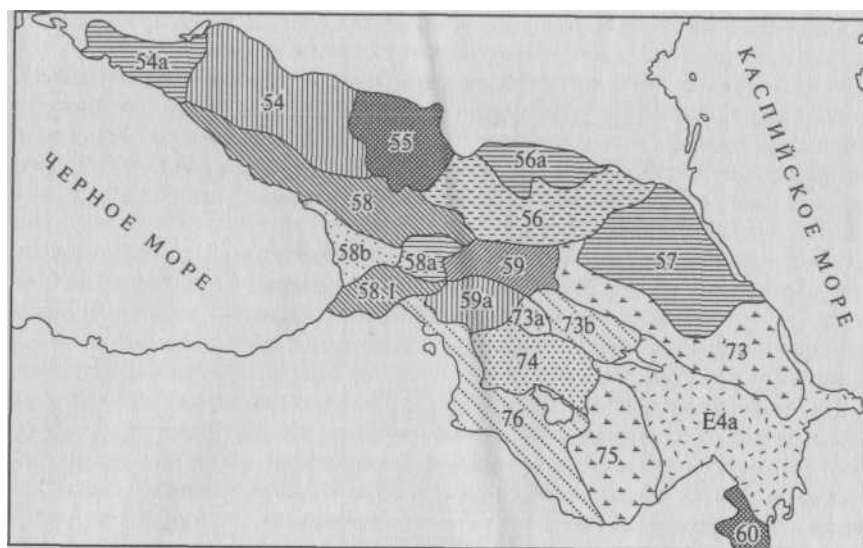 54a
54
55
56a
КАСПИЙСКОЕ МОРЕ
ЧЕРНОЕ МОРЕ
58
56
58b
58a
59
57
58.1
59a
73a
73b
73
74
76
E4a
75
60